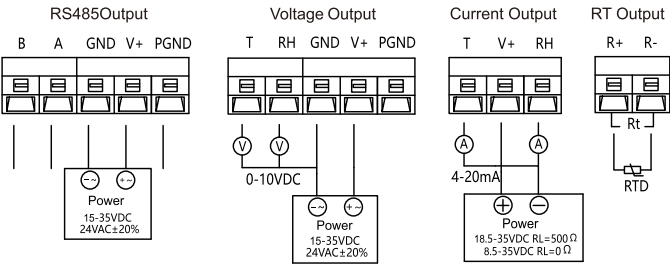 RS485Output
B A GND V+ PGND
Power
15-35VDC
24VAC±20%
Voltage Output
T RH GND V+ PGND
V V
0-10VDC
Power
15-35VDC
24VAC±20%
Current Output
T V+ RH
A A
4-20mA
Power
18.5-35VDC RL=500Ω
8.5-35VDC RL=0Ω
RT Output
R+ R-
Rt
RTD